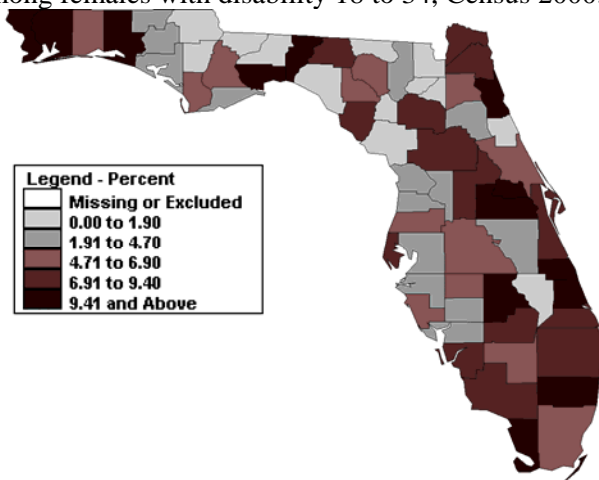 females with disability 18 to 34, Census 2000
Legend - Percent
Missing or Excluded
0.00 to 1.90
1.91 to 4.70
4.71 to 6.90
6.91 to 9.40
9.41 and Above